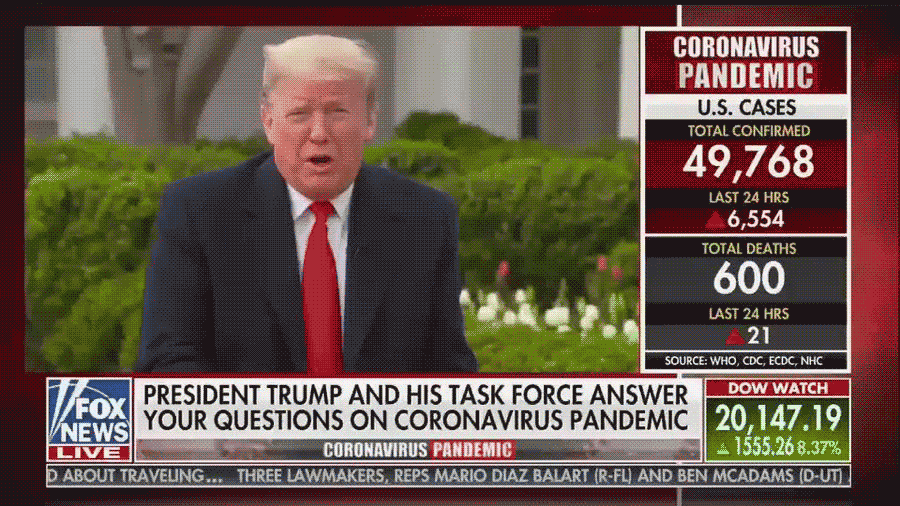 CORONAVIRUS
PANDEMIC
U.S. CASES
TOTAL CONFIRMED
49,768
LAST 24 HRS
6,554
TOTAL DEATHS
600
LAST 24 HRS
21
SOURCE: WHO, CDC, ECDC, NHC
FOX
NEWS
LIVE
PRESIDENT TRUMP AND HIS TASK FORCE ANSWER
YOUR QUESTIONS ON CORONAVIRUS PANDEMIC
CORONAVIRUS PANDEMIC
DOW WATCH
20,147.19
1555.26 8.37%
D ABOUT TRAVELING... THREE LAWMAKERS, REPS MARIO DIAZ BALART (R-FL) AND BEN MCADAMS (D-UT)